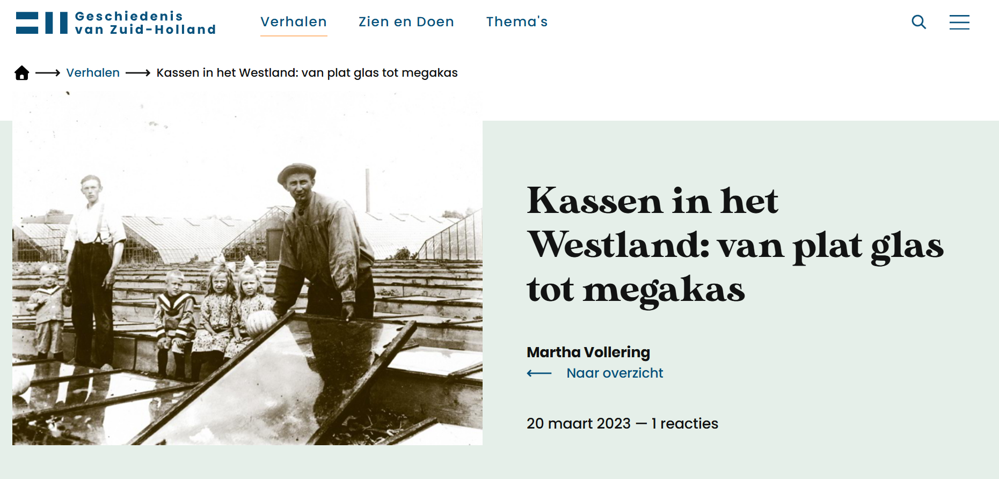 Geschiedenis
van Zuid-Holland
Verhalen
Zien en Doen
Thema's
Verhalen
Kassen in het Westland: van plat glas tot megakas
Kassen in het
Westland: van plat glas
tot megakas
Martha Vollering
Naar overzicht
20 maart 2023 — 1 reacties